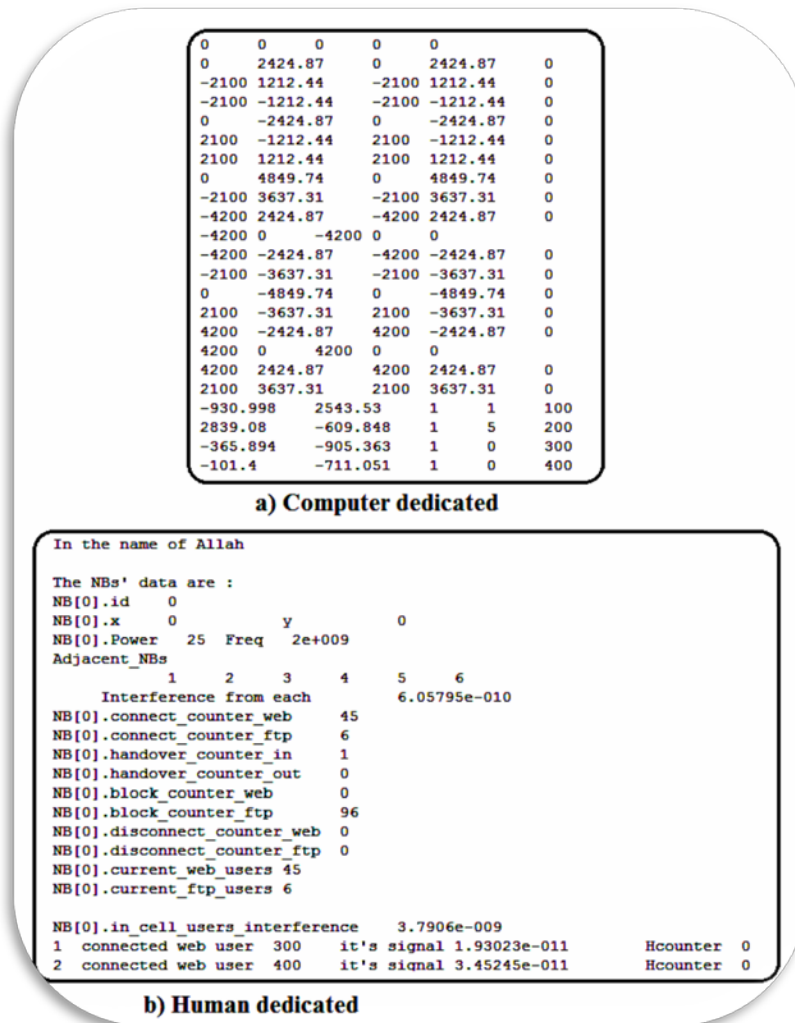 0 0 0 0 0
0 2424.87 0 2424.87 0
-2100 1212.44 -2100 1212.44 0
-2100 -1212.44 -2100 -1212.44 0
0 -2424.87 0 -2424.87 0
2100 -1212.44 2100 -1212.44 0
2100 1212.44 2100 1212.44 0
0 4849.74 0 4849.74 0
-2100 3637.31 -2100 3637.31 0
-4200 2424.87 -4200 2424.87 0
-4200 0 -4200 0 0
-4200 -2424.87 -4200 -2424.87 0
-2100 -3637.31 -2100 -3637.31 0
0 -4849.74 0 -4849.74 0
2100 -3637.31 2100 -3637.31 0
4200 -2424.87 4200 -2424.87 0
4200 0 4200 0 0
4200 2424.87 4200 2424.87 0
2100 3637.31 2100 3637.31 0
-930.998 2543.53 1 1 100
2839.08 -609.848 1 5 200
-365.894 -905.363 1 0 300
-101.4 -711.051 1 0 400
a) Computer dedicated
In the name of Allah
The NBs' data are :
NB[0].id 0
NB[0].x 0 y 0
NB[0].Power 25 Freq 2e+009
Adjacent_NBs
1 2 3 4 5 6
Interference from each 6.05795e-010
NB[0].connect_counter_web 45
NB[0].connect_counter_ftp 6
NB[0].handover_counter_in 1
NB[0].handover_counter_out 0
NB[0].block_counter_web 0
NB[0].block_counter_ftp 96
NB[0].disconnect_counter_web 0
NB[0].disconnect_counter_ftp 0
NB[0].current_web_users 45
NB[0].current_ftp_users 6
NB[0].in_cell_users_interference 3.7906e-009
1 connected web user 300 it's signal 1.93023e-011 Hcounter 0
2 connected web user 400 it's signal 3.45245e-011 Hcounter 0
b) Human dedicated